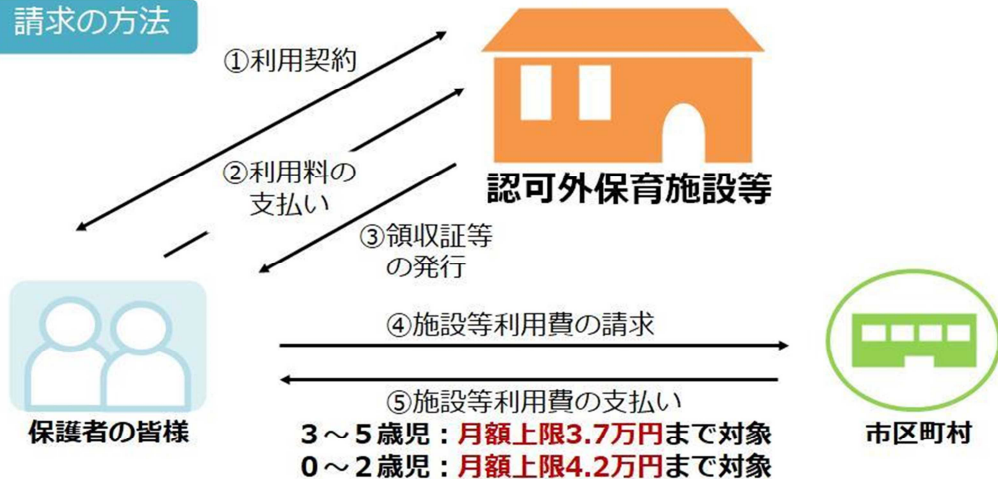 請求の方法
①利用契約
②利用料の
支払い
認可外保育施設等
③領収証等
の発行
④施設等利用費の請求
⑤施設等利用費の支払い
保護者の皆様
3～5歳児：月額上限3.7万円まで対象
0～2歳児：月額上限4.2万円まで対象
市区町村